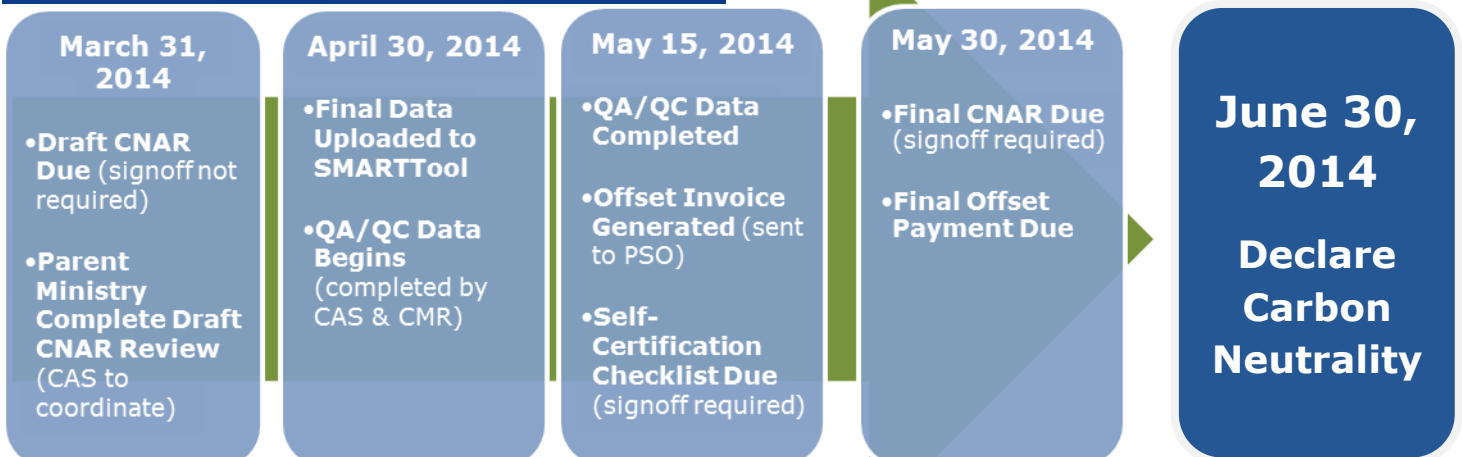 March 31,
2014
•Draft CNAR
Due (signoff not
required)
•Parent
Ministry
Complete Draft
CNAR Review
(CAS to
coordinate)
April 30, 2014
•Final Data
Uploaded to
SMARTTool
•QA/QC Data
Begins
(completed by
CAS & CMR)
May 15, 2014
•QA/QC Data
Completed
•Offset Invoice
Generated (sent
to PSO)
•Self-
Certification
Checklist Due
(signoff required)
May 30, 2014
•Final CNAR Due
(signoff required)
•Final Offset
Payment Due
June 30,
2014
Declare
Carbon
Neutrality